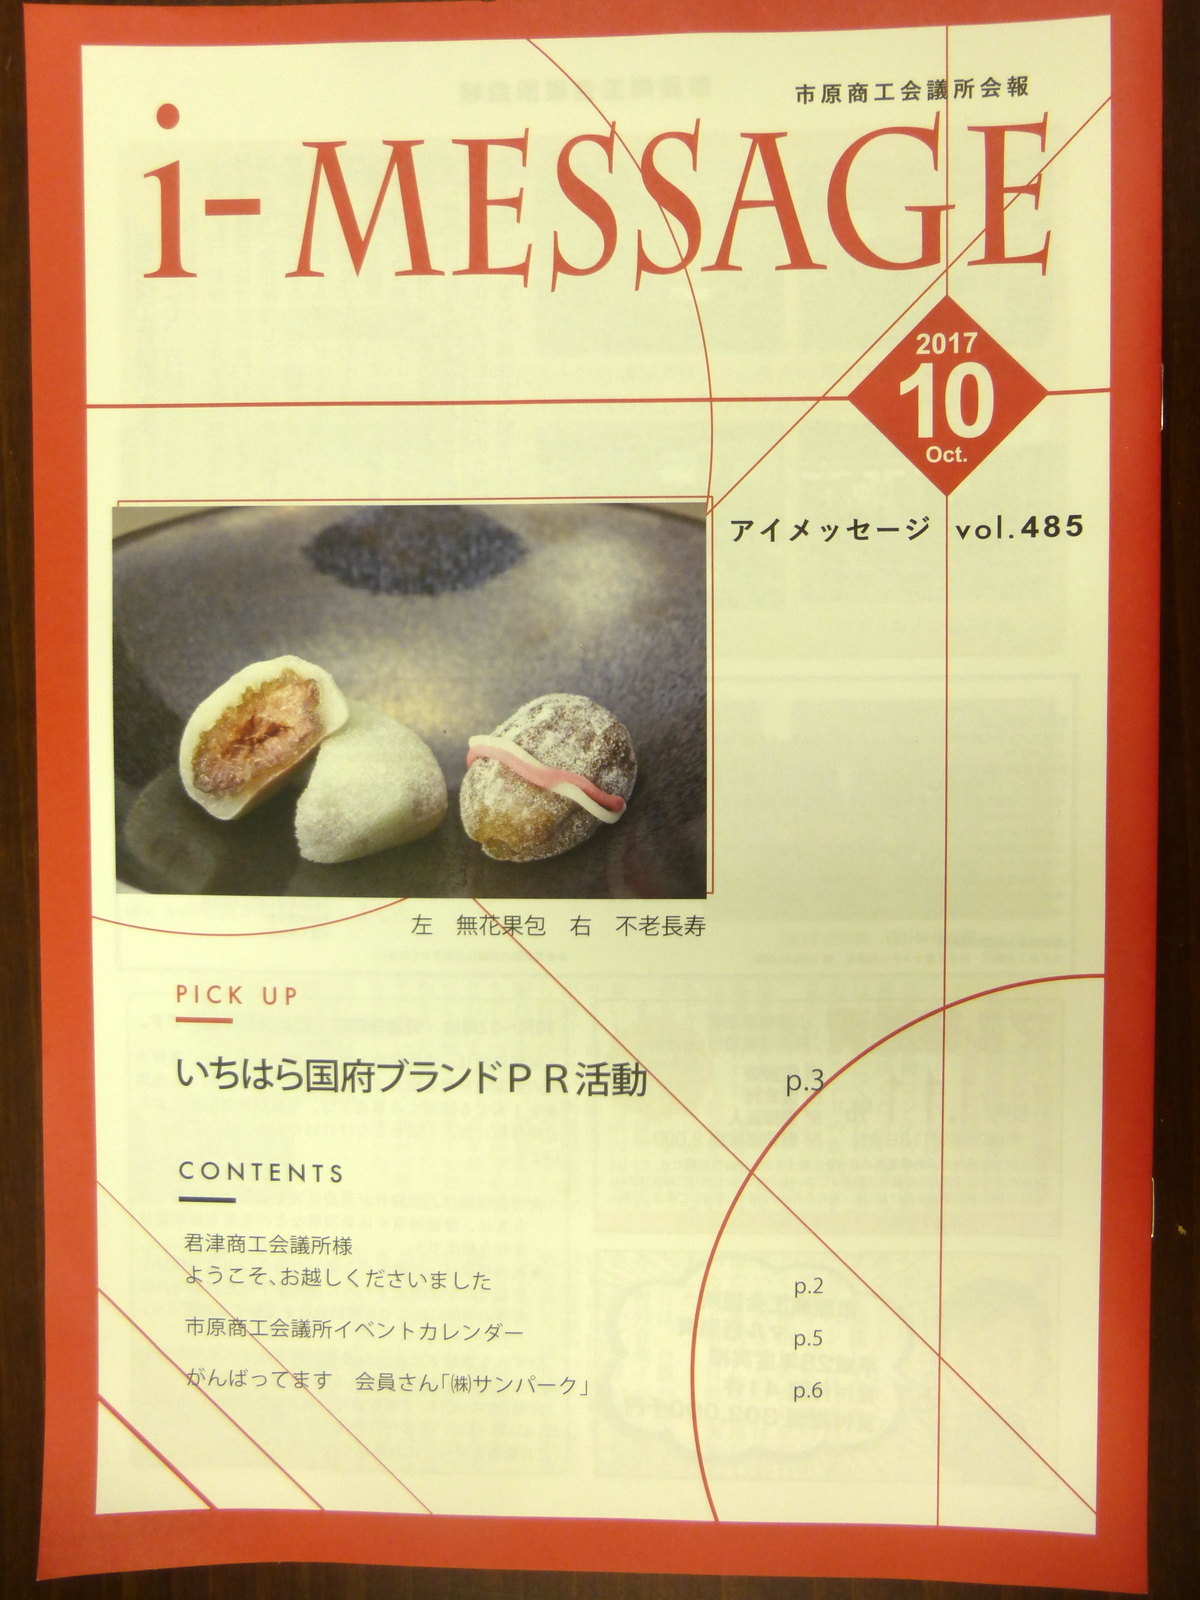 市原商工会議所会報
i-MESSAGE
2017
10
Oct.
アイメッセージ vol.485
左 無花果包 右 不老長寿
PICK UP
いちはら国府ブランドＰＲ活動 p.3
CONTENTS
君津商工会議所様
ようこそ、お越しくださいました p.2
市原商工会議所イベントカレンダー p.5
がんばってます 会員さん「㈱サンパーク」 p.6